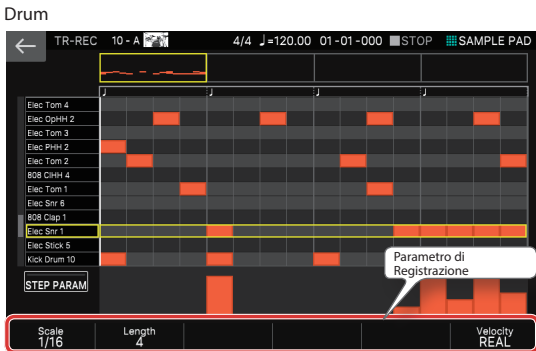 Drum
TR-REC 10 - A 4/4 ♩=120.00 01-01-000 STOP SAMPLE PAD
Elec Tom 4
Elec OpHH 2
Elec Tom 3
Elec PHH 2
Elec Tom 2
808 ClHH 4
Elec Tom 1
Elec Snr 6
808 Clap 1
Elec Snr 1
Elec Stick 5
Kick Drum 10
Parametro di
Registrazione
STEP PARAM
Scale Length Velocity
1/16 4 REAL